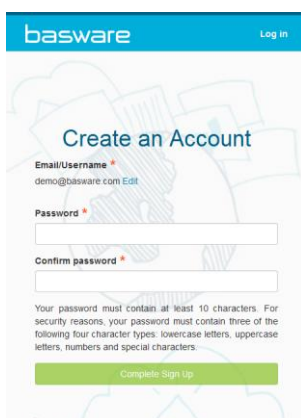 basware
Log in
Create an Account
Email/Username *
demo@basware.com Edit
Password *
Confirm password *
Your password must contain at least 10 characters. For
security reasons, your password must contain three of the
following four character types: lowercase letters, uppercase
letters, numbers and special characters.
Complete Sign Up